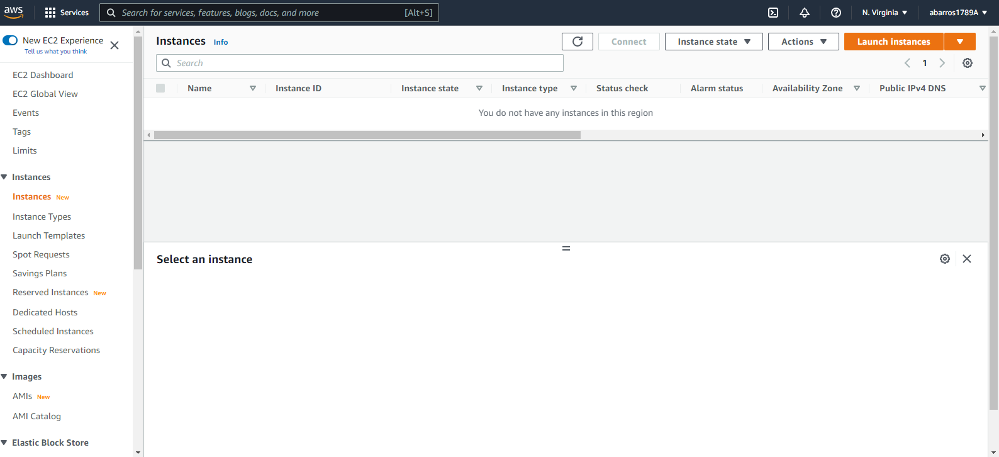 aws
Services
Search for services, features, blogs, docs, and more [Alt+S]
N. Virginia
abarros1789A
New EC2 Experience
Tell us what you think
EC2 Dashboard
EC2 Global View
Events
Tags
Limits
Instances
Instances New
Instance Types
Launch Templates
Spot Requests
Savings Plans
Reserved Instances New
Dedicated Hosts
Scheduled Instances
Capacity Reservations
Images
AMIs New
AMI Catalog
Elastic Block Store
Instances Info
Connect
Instance state
Actions
Launch instances
Search
1
Name Instance ID Instance state Instance type Status check Alarm status Availability Zone Public IPv4 DNS
You do not have any instances in this region
Select an instance